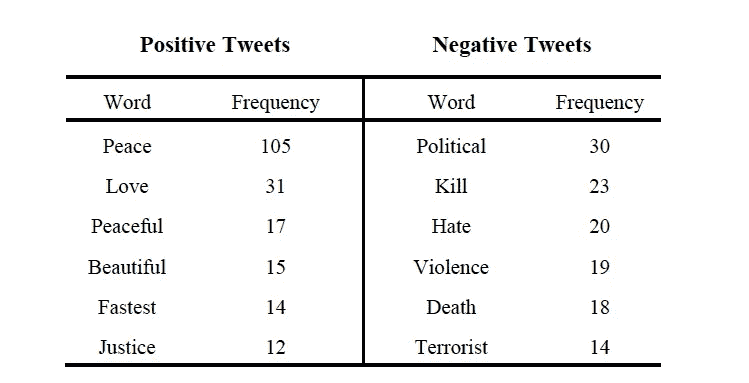 Positive Tweets Negative Tweets
Word Frequency Word Frequency
Peace 105 Political 30
Love 31 Kill 23
Peaceful 17 Hate 20
Beautiful 15 Violence 19
Fastest 14 Death 18
Justice 12 Terrorist 14